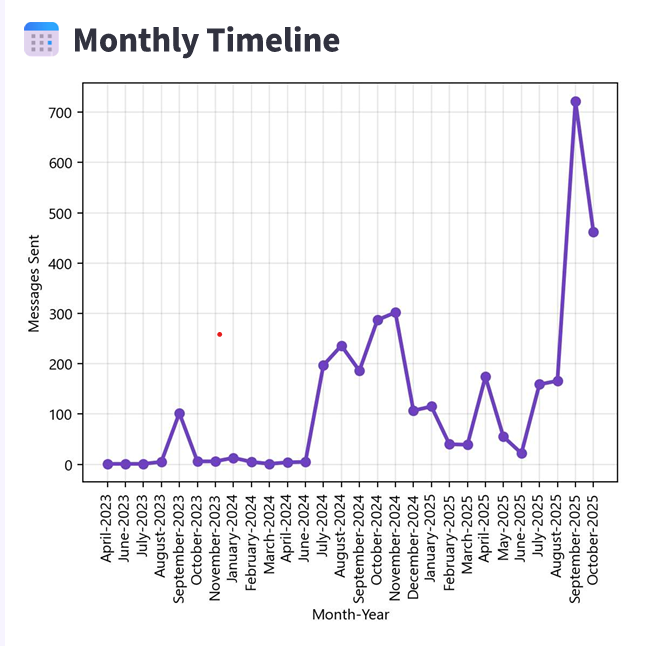 Monthly Timeline
700
600
500
400
300
200
100
0
Messages Sent
April-2023
June-2023
July-2023
August-2023
September-2023
October-2023
November-2023
January-2024
February-2024
March-2024
April-2024
June-2024
July-2024
August-2024
September-2024
October-2024
November-2024
December-2024
January-2025
February-2025
March-2025
April-2025
May-2025
June-2025
July-2025
August-2025
September-2025
October-2025
Month-Year